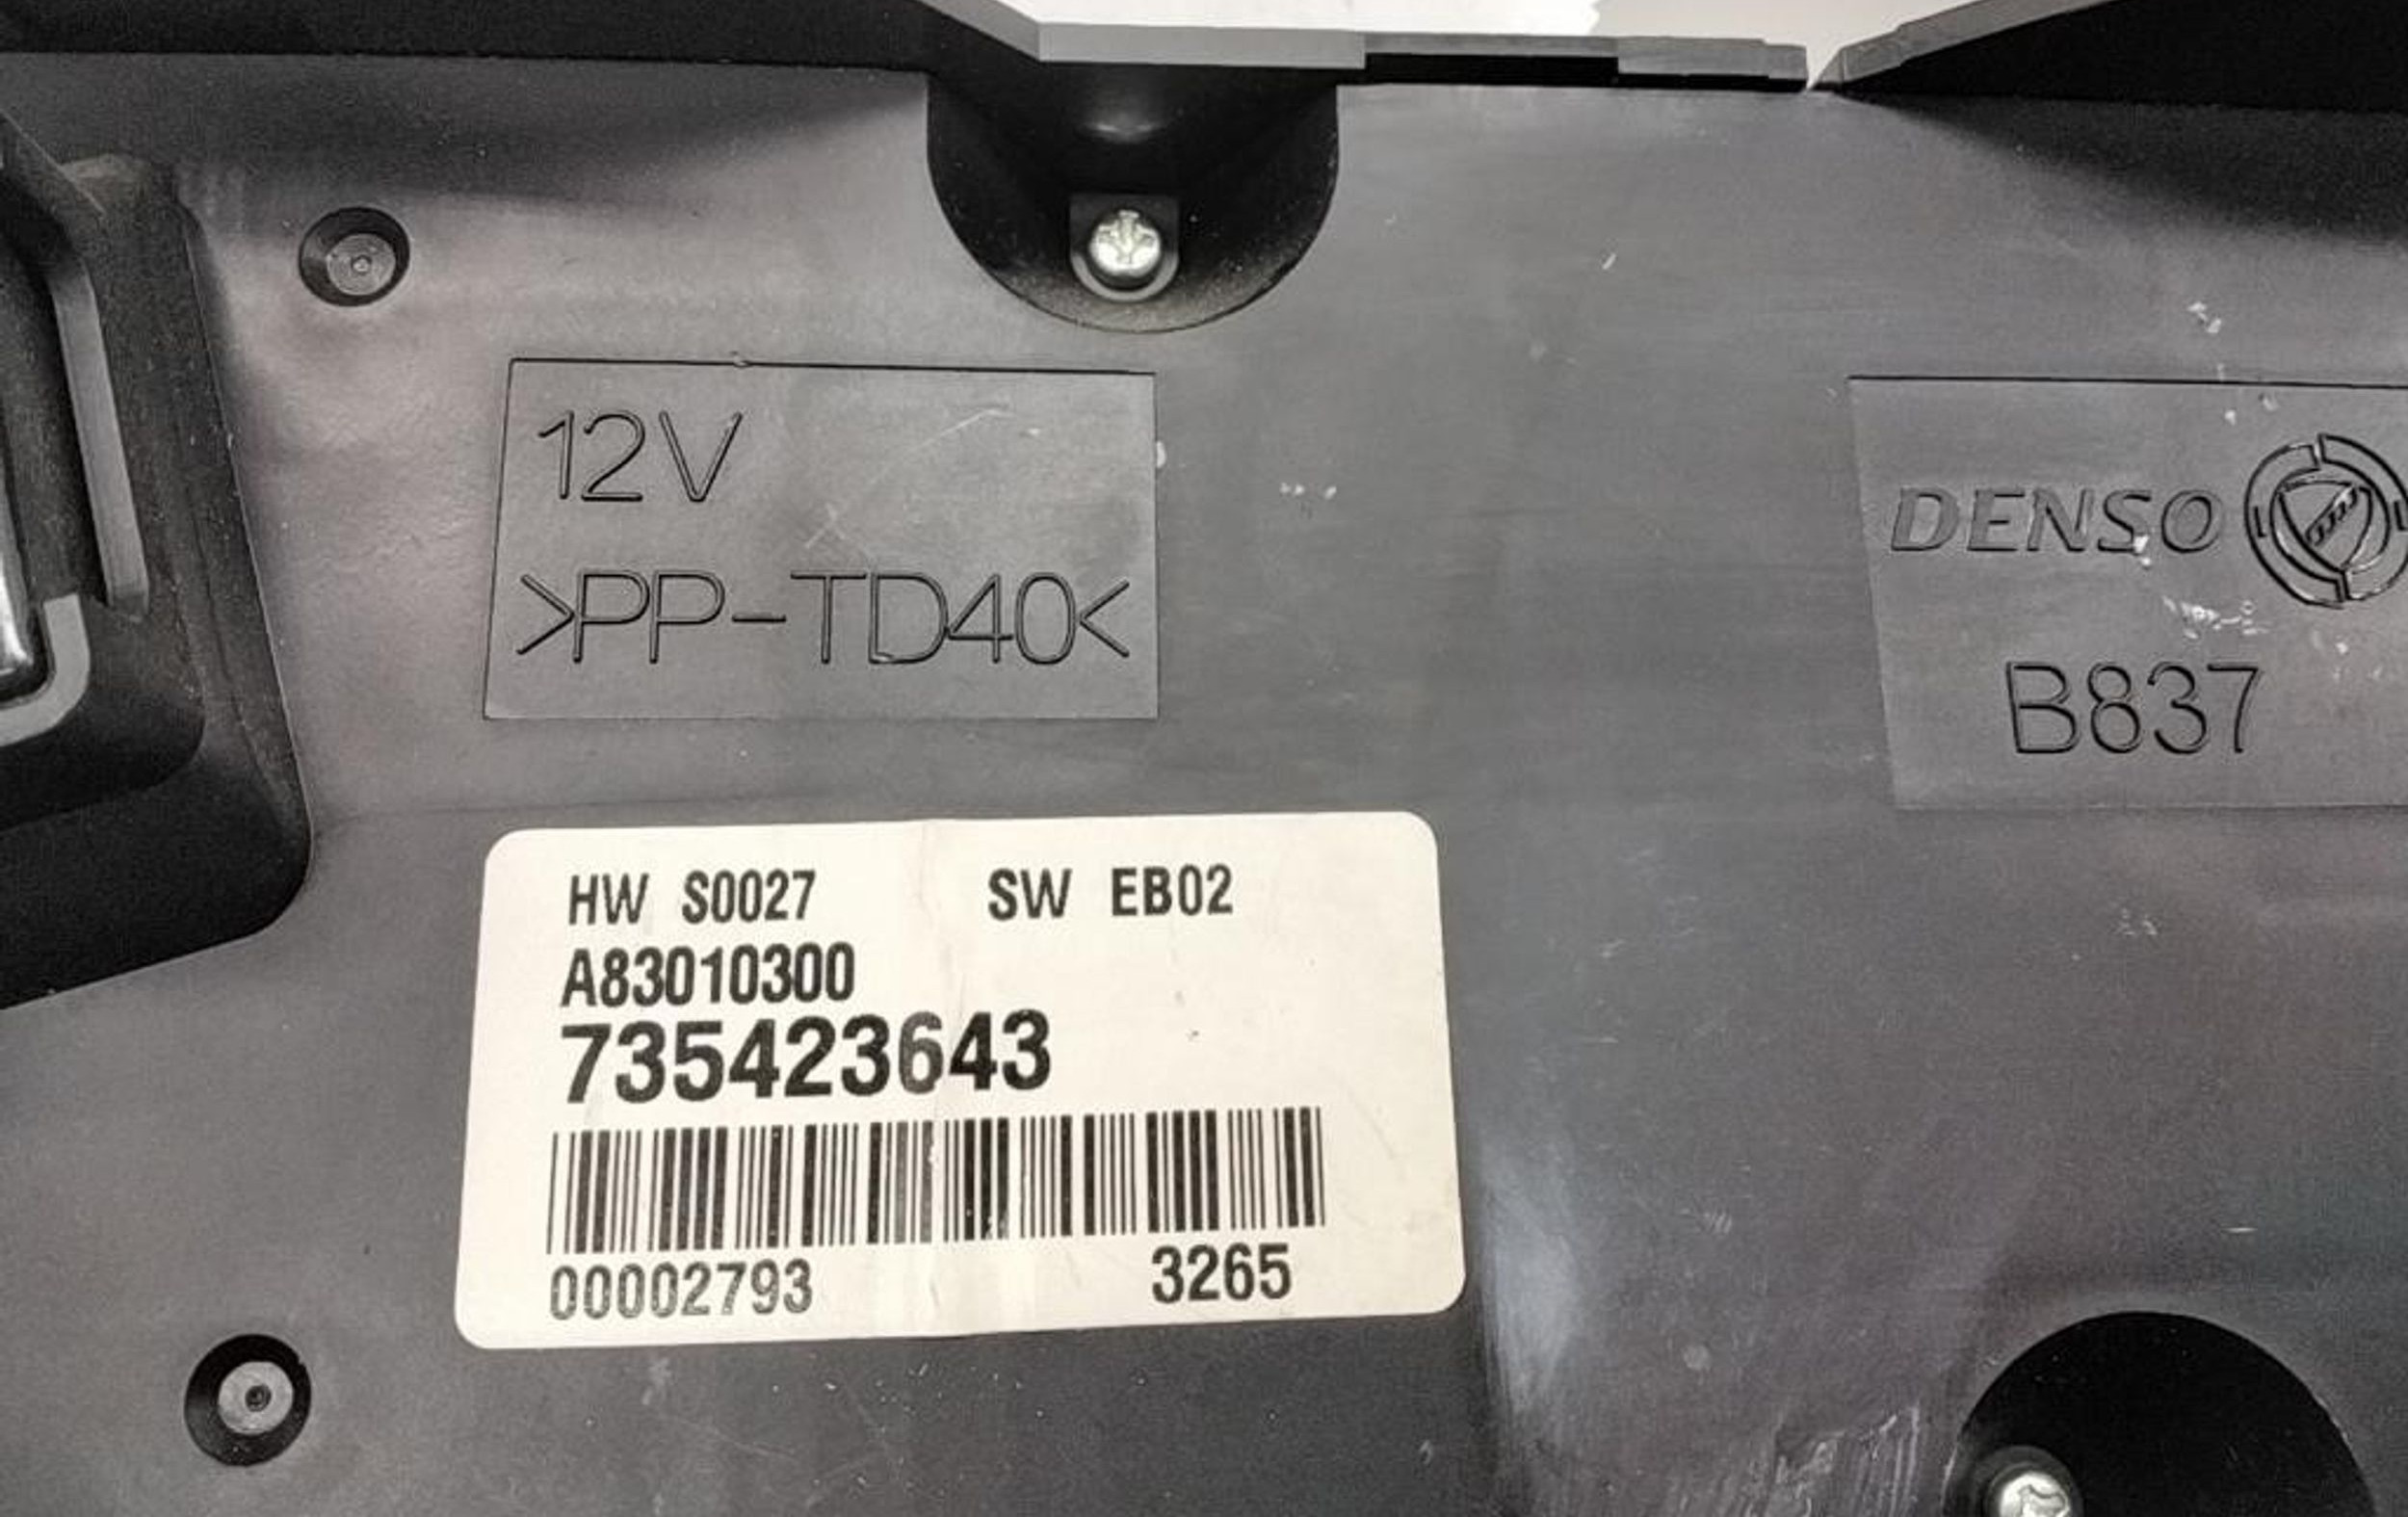 12V
>PP-TD40<
DENSO
B837
HW S0027 SW EB02
A83010300
735423643
00002793 3265